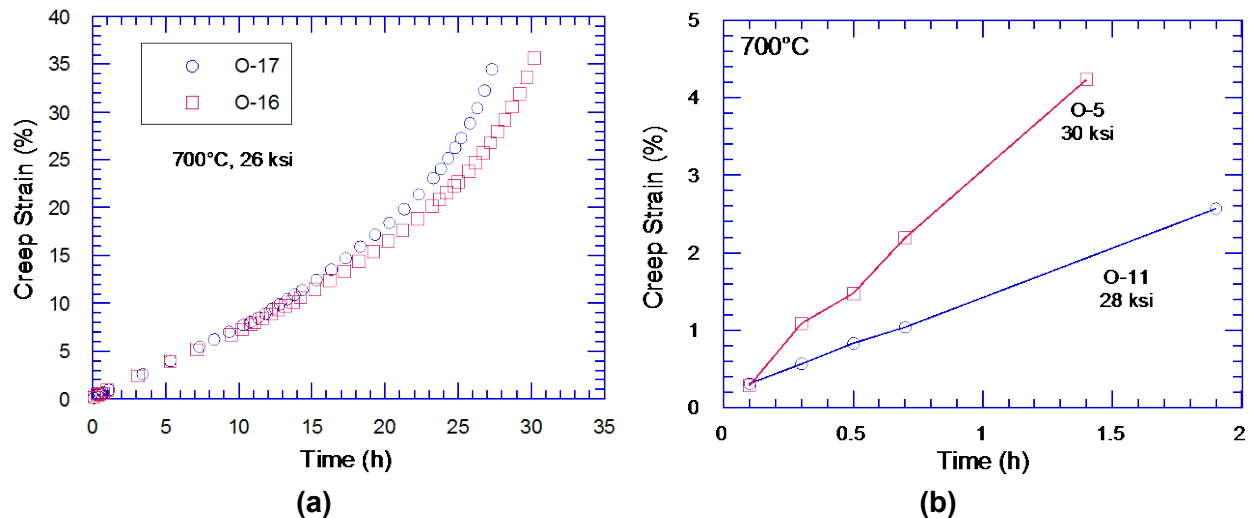 40
35
30
25
20
15
10
5
0
Creep Strain (%)
O-17
O-16
700°C, 26 ksi
0 5 10 15 20 25 30 35
Time (h)
(a)
5
4
3
2
1
0
Creep Strain (%)
700°C
O-5
30 ksi
O-11
28 ksi
0 0.5 1 1.5 2
Time (h)
(b)